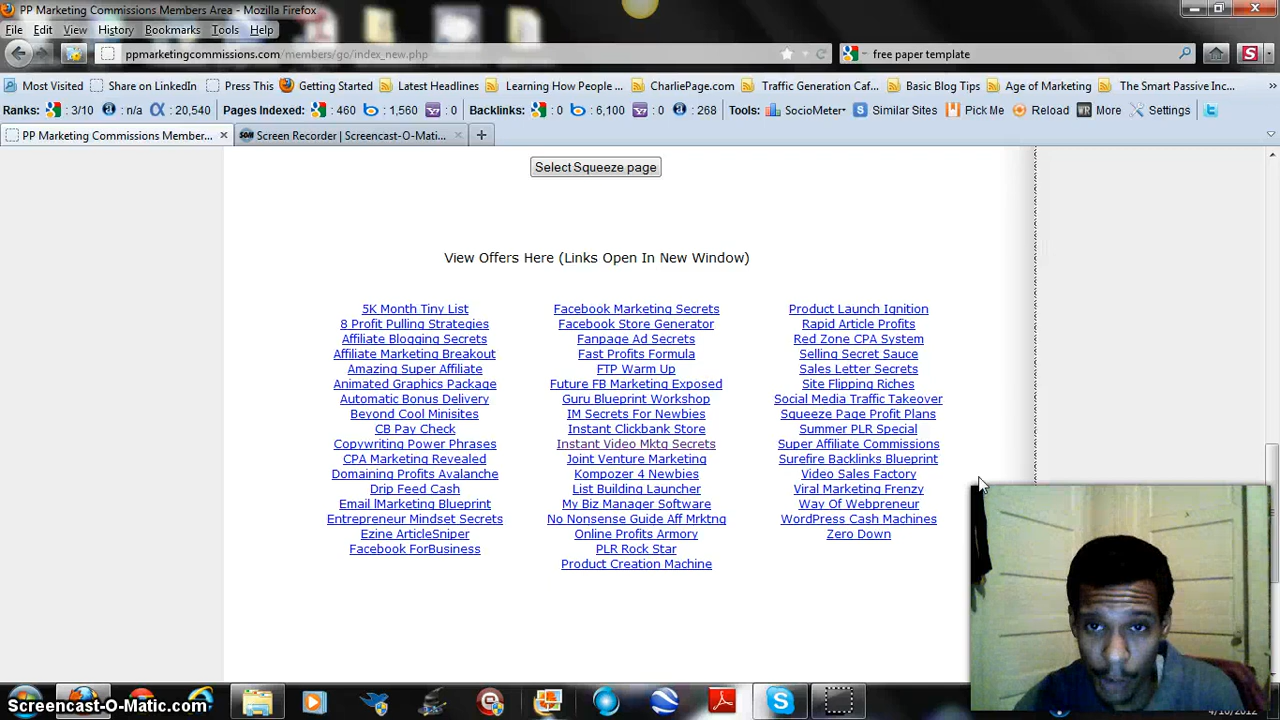 PP Marketing Commissions Members Area - Mozilla Firefox
File Edit View History Bookmarks Tools Help
ppmarketingcommissions.com/members/go/index_new.php
free paper template
Most Visited Share on LinkedIn Press This Getting Started Latest Headlines Learning How People ... CharliePage.com Traffic Generation Caf... Basic Blog Tips Age of Marketing The Smart Passive Inc...
Ranks: 3/10 : n/a 20,540 Pages Indexed: : 460 1,560 : 0 Backlinks: : 0 : 6,100 : 0 : 268 Tools: SocioMeter Similar Sites Pick Me Reload More Settings
PP Marketing Commissions Member... Screen Recorder | Screencast-O-Mati...
Select Squeeze page
View Offers Here (Links Open In New Window)
5K Month Tiny List
8 Profit Pulling Strategies
Affiliate Blogging Secrets
Affiliate Marketing Breakout
Amazing Super Affiliate
Animated Graphics Package
Automatic Bonus Delivery
Beyond Cool Minisites
CB Pay Check
Copywriting Power Phrases
CPA Marketing Revealed
Domaining Profits Avalanche
Drip Feed Cash
Email lMarketing Blueprint
Entrepreneur Mindset Secrets
Ezine ArticleSniper
Facebook ForBusiness
Facebook Marketing Secrets
Facebook Store Generator
Fanpage Ad Secrets
Fast Profits Formula
FTP Warm Up
Future FB Marketing Exposed
Guru Blueprint Workshop
IM Secrets For Newbies
Instant Clickbank Store
Instant Video Mktg Secrets
Joint Venture Marketing
Kompozer 4 Newbies
List Building Launcher
My Biz Manager Software
No Nonsense Guide Aff Mrktng
Online Profits Armory
PLR Rock Star
Product Creation Machine
Product Launch Ignition
Rapid Article Profits
Red Zone CPA System
Selling Secret Sauce
Sales Letter Secrets
Site Flipping Riches
Social Media Traffic Takeover
Squeeze Page Profit Plans
Summer PLR Special
Super Affiliate Commissions
Surefire Backlinks Blueprint
Video Sales Factory
Viral Marketing Frenzy
Way Of Webpreneur
WordPress Cash Machines
Zero Down
Screencast-O-Matic.com